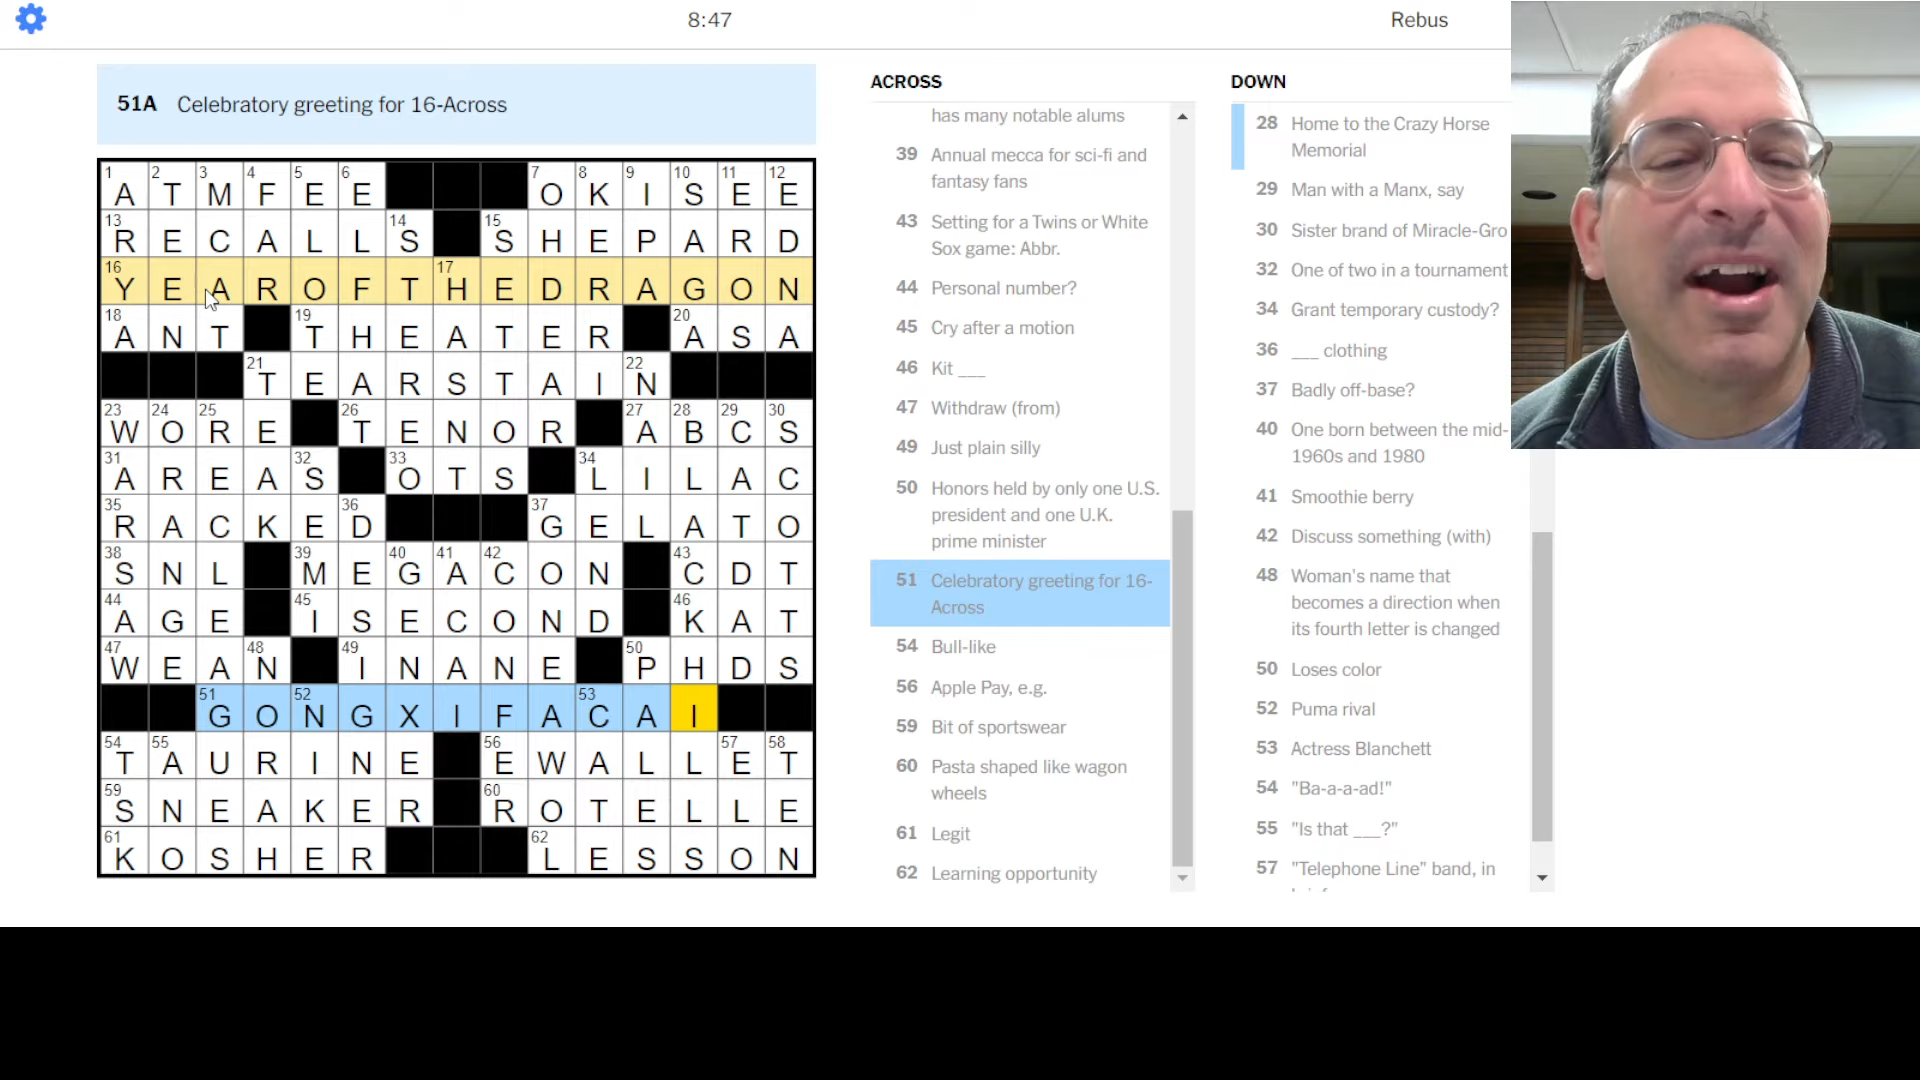 8:47
Rebus
51A Celebratory greeting for 16-Across
1 2 3 4 5 6 7 8 9 10 11 12
A T M F E E O K I S E E
13 14 15
R E C A L L S S H E P A R D
16 17
Y E A R O F T H E D R A G O N
18 19 20
A N T T H E A T E R A S A
21 22
T E A R S T A I N
23 24 25 26 27 28 29 30
W O R E T E N O R A B C S
31 32 33 34
A R E A S O T S L I L A C
35 36 37
R A C K E D G E L A T O
38 39 40 41 42 43
S N L M E G A C O N C D T
44 45 46
A G E I S E C O N D K A T
47 48 49 50
W E A N I N A N E P H D S
51 52 53
G O N G X I F A C A I
54 55 56 57 58
T A U R I N E E W A L L E T
59 60
S N E A K E R R O T E L L E
61 62
K O S H E R L E S S O N
ACROSS
has many notable alums
39 Annual mecca for sci-fi and
fantasy fans
43 Setting for a Twins or White
Sox game: Abbr.
44 Personal number?
45 Cry after a motion
46 Kit ___
47 Withdraw (from)
49 Just plain silly
50 Honors held by only one U.S.
president and one U.K.
prime minister
51 Celebratory greeting for 16-
Across
54 Bull-like
56 Apple Pay, e.g.
59 Bit of sportswear
60 Pasta shaped like wagon
wheels
61 Legit
62 Learning opportunity
DOWN
28 Home to the Crazy Horse
Memorial
29 Man with a Manx, say
30 Sister brand of Miracle-Gro
32 One of two in a tournament
34 Grant temporary custody?
36 ___ clothing
37 Badly off-base?
40 One born between the mid-
1960s and 1980
41 Smoothie berry
42 Discuss something (with)
48 Woman's name that
becomes a direction when
its fourth letter is changed
50 Loses color
52 Puma rival
53 Actress Blanchett
54 "Ba-a-a-ad!"
55 "Is that ___?"
57 "Telephone Line" band, in